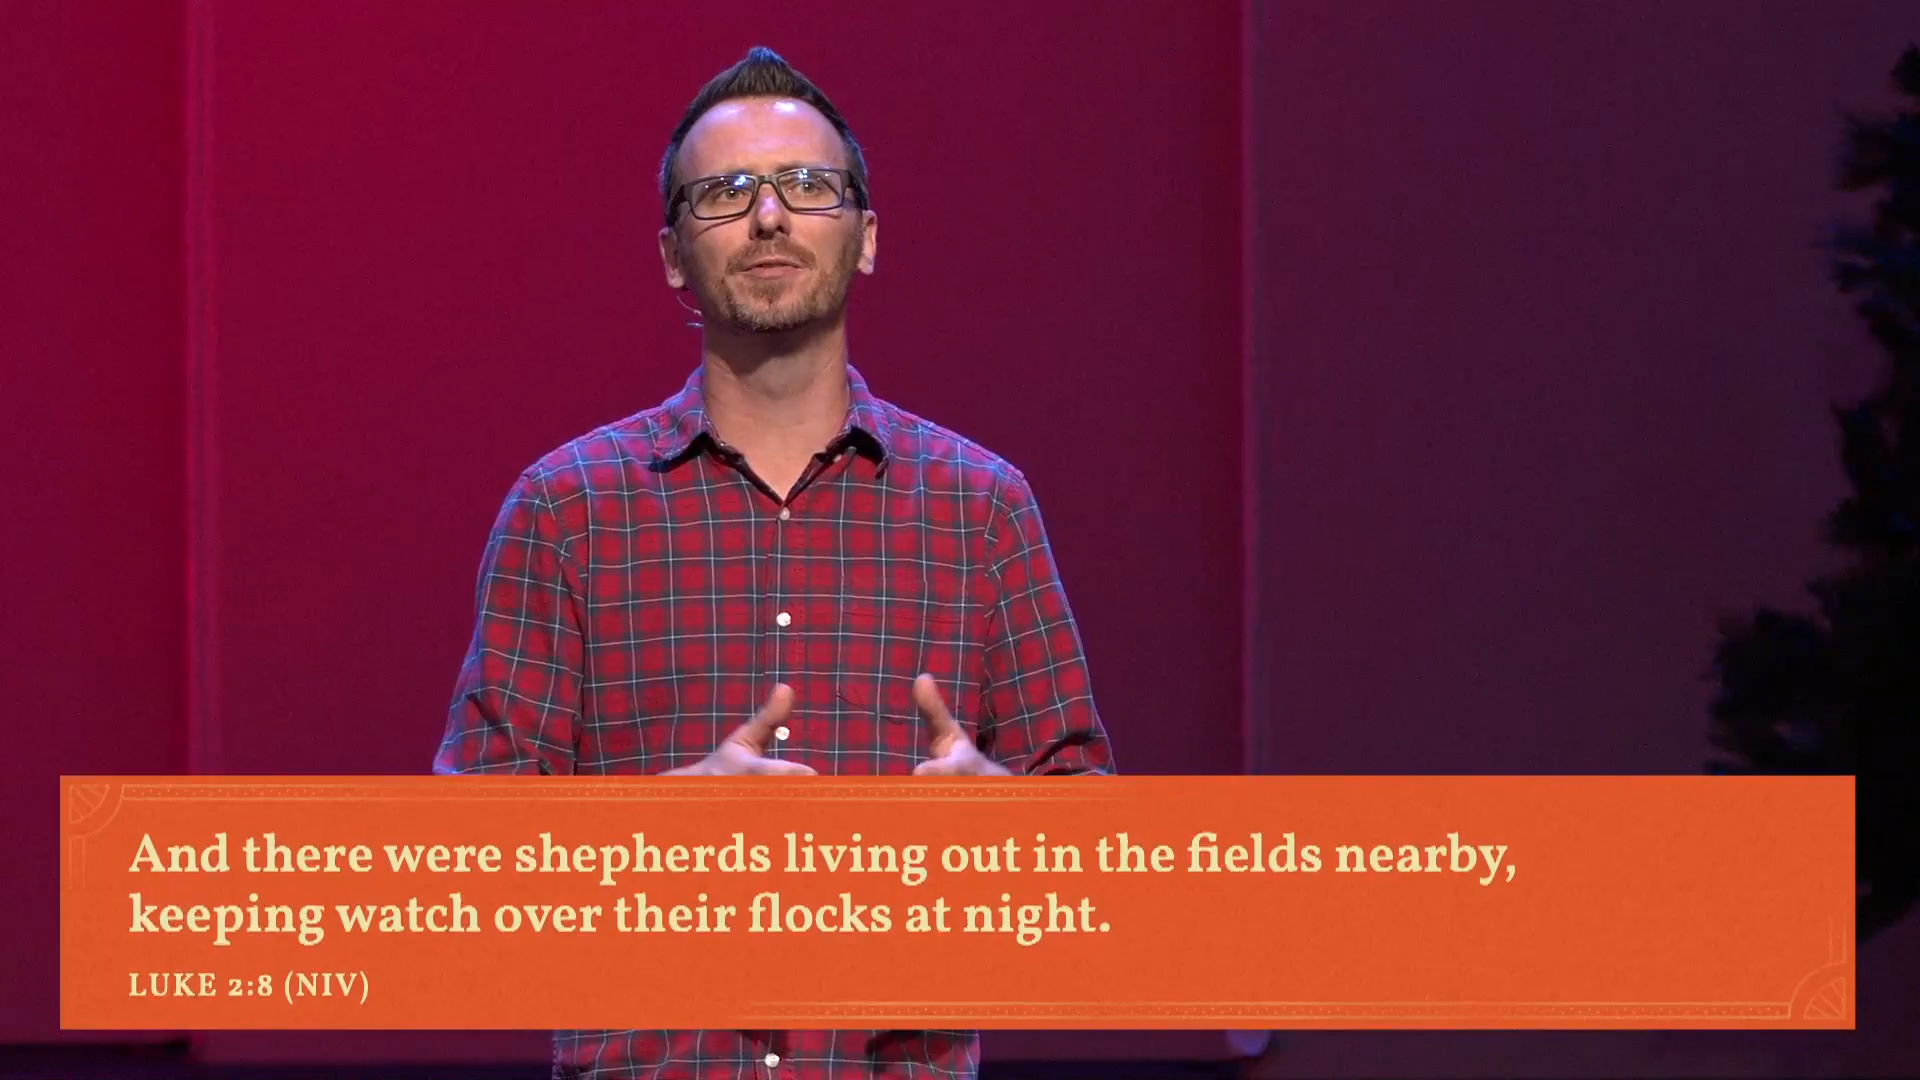 And there were shepherds living out in the fields nearby,
keeping watch over their flocks at night.
LUKE 2:8 (NIV)